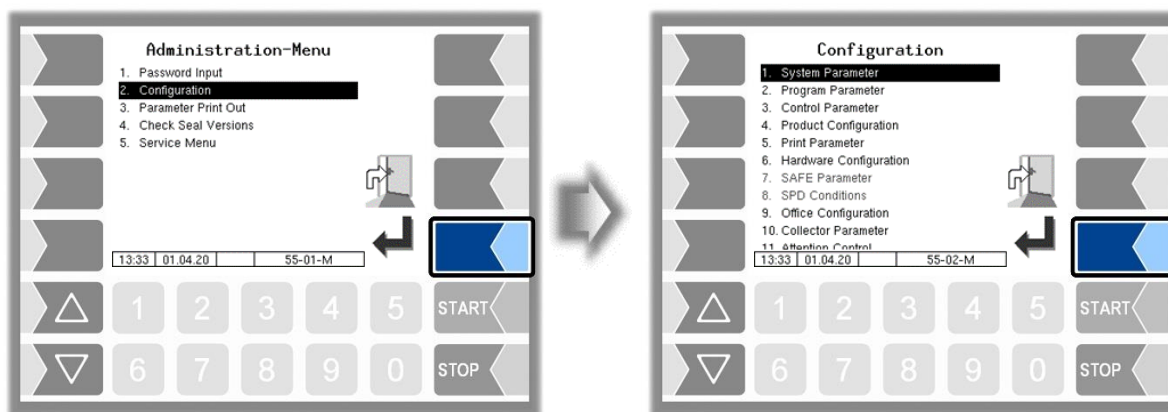 Administration-Menu
1. Password Input
2. Configuration
3. Parameter Print Out
4. Check Seal Versions
5. Service Menu
13:33 01.04.20 55-01-M
1 2 3 4 5 START
6 7 8 9 0 STOP
Configuration
1. System Parameter
2. Program Parameter
3. Control Parameter
4. Product Configuration
5. Print Parameter
6. Hardware Configuration
7. SAFE Parameter
8. SPD Conditions
9. Office Configuration
10. Collector Parameter
11. Attention Control
13:33 01.04.20 55-02-M
1 2 3 4 5 START
6 7 8 9 0 STOP